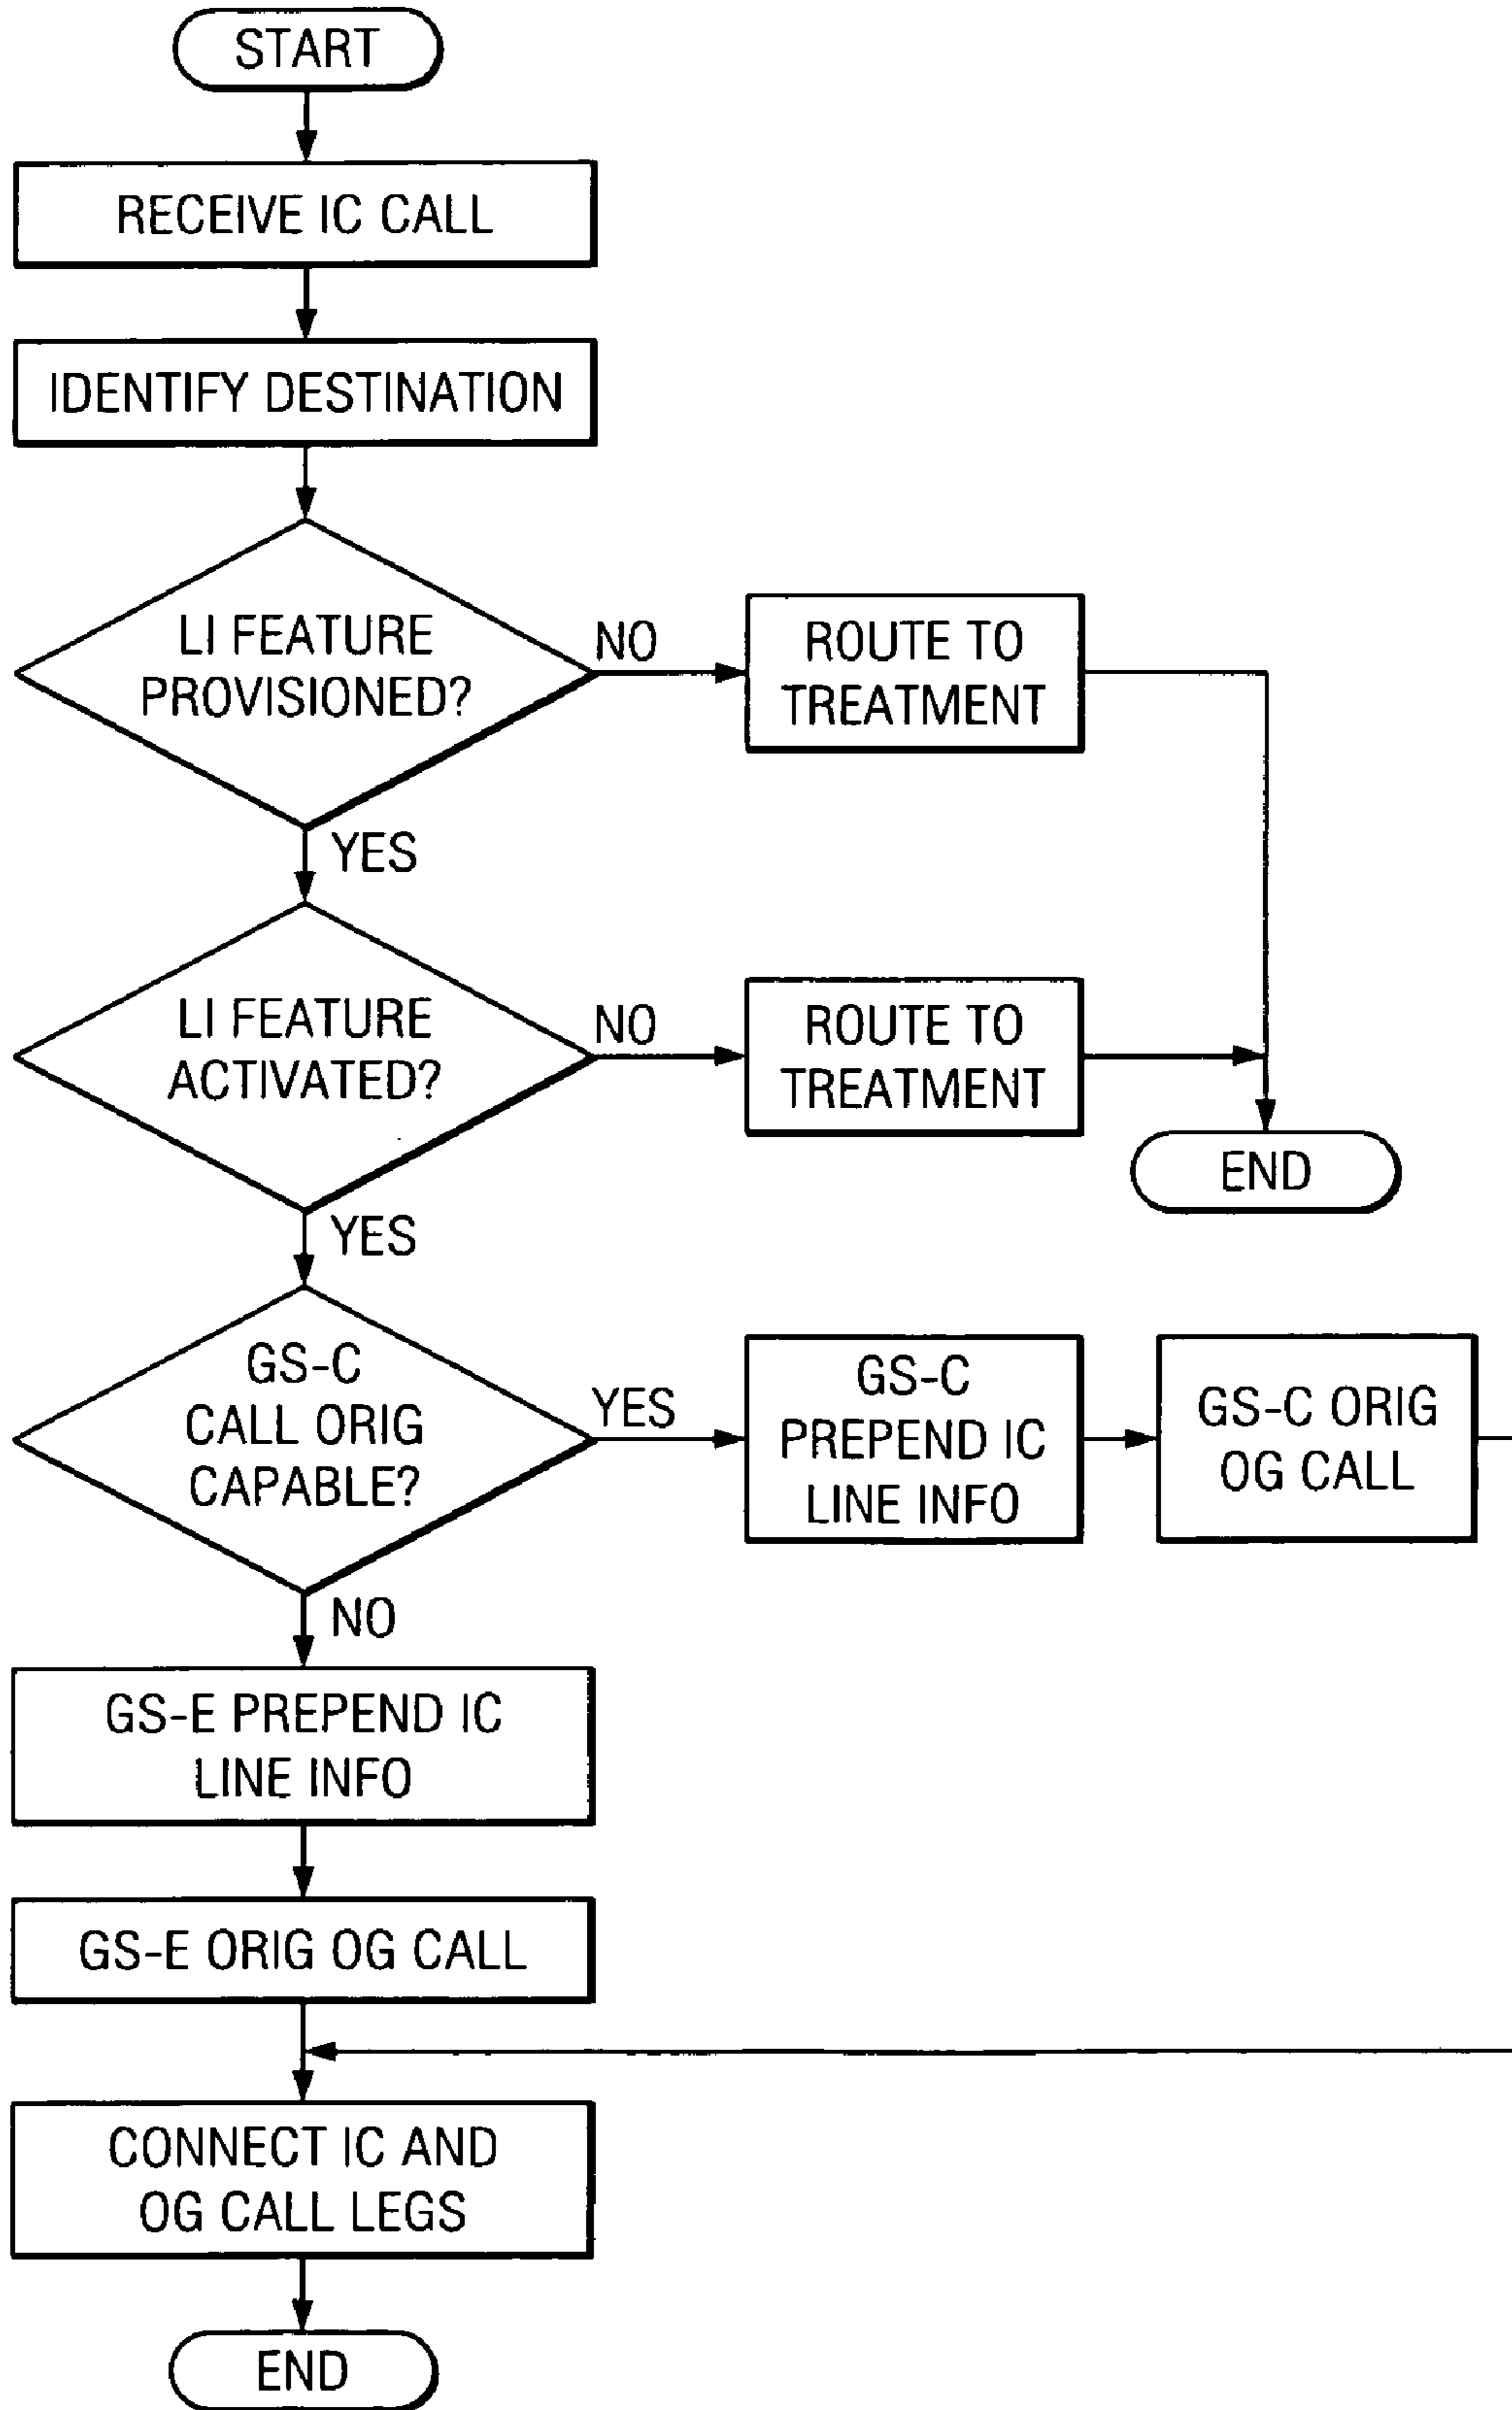 START
RECEIVE IC CALL
IDENTIFY DESTINATION
LI FEATURE
PROVISIONED?
NO
ROUTE TO
TREATMENT
YES
LI FEATURE
ACTIVATED?
NO
ROUTE TO
TREATMENT
END
YES
GS-C
CALL ORIG
CAPABLE?
YES
GS-C
PREPEND IC
LINE INFO
GS-C ORIG
OG CALL
NO
GS-E PREPEND IC
LINE INFO
GS-E ORIG OG CALL
CONNECT IC AND
OG CALL LEGS
END